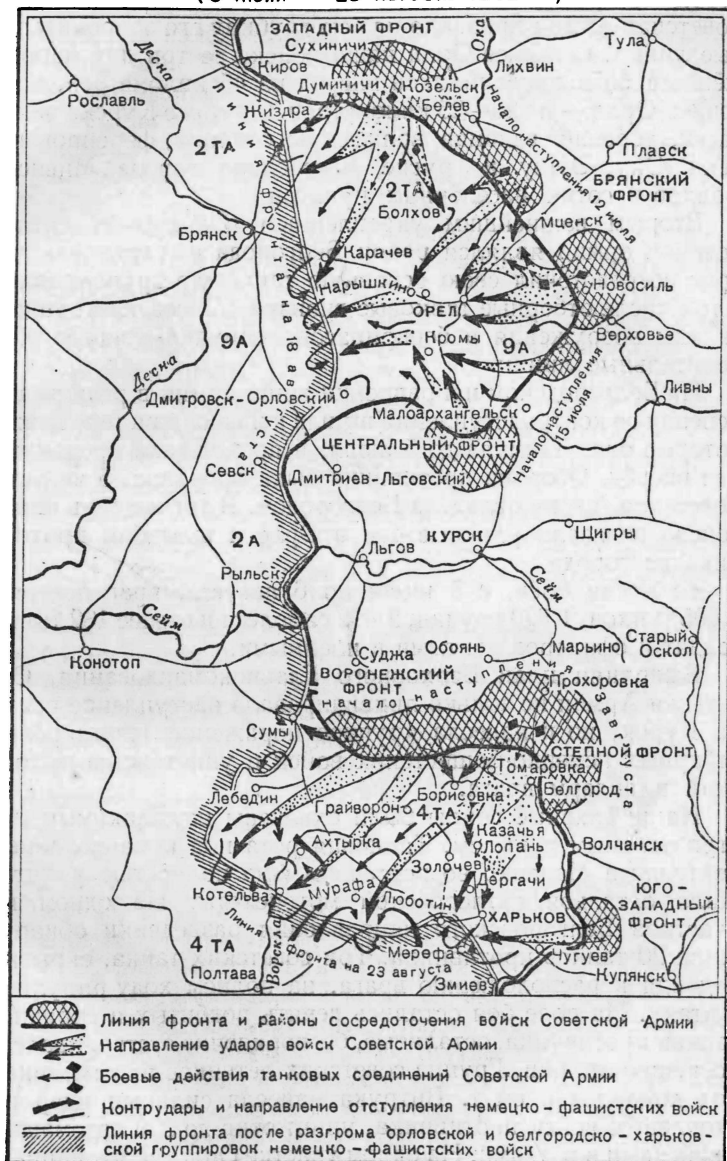 ЗАПАДНЫЙ ФРОНТ
Сухиничи
Ока
Тула
Десна
Киров
Лихвин
Рославль
Думиничи
Козельск
Белев
Жиздра
Линия фронта на 18 августа
Начало наступления 12 июля
Плавск
2 ТА
2 ТА
БРЯНСКИЙ
ФРОНТ
Болхов
Мценск
Брянск
Карачев
Нарышкино
Новосиль
ОРЕЛ
Верховье
9А
Кромы
9А
Десна
Ливны
Дмитровск-Орловский
Малоархангельск
Начало наступления
15 июля
ЦЕНТРАЛЬНЫЙ ФРОНТ
Севск
Дмитриев-Льговский
2А
Льгов
КУРСК
Щигры
Рыльск
Сейм
Сейм
Конотоп
Суджа
Обоянь
Марьино
Старый
Оскол
ВОРОНЕЖСКИЙ
ФРОНТ
Начало наступления 3 августа
Прохоровка
Сумы
СТЕПНОЙ ФРОНТ
Томаровка
Лебедин
Грайворон
Борисовка
Белгород
4 ТА
Казачья
Лопань
Волчанск
Ахтырка
Золочев
Дергачи
Котельва
Мурафа
Люботин
ХАРЬКОВ
ЮГО-
ЗАПАДНЫЙ
ФРОНТ
Линия фронта на 23 августа
4 ТА
Мерефа
Чугуев
Полтава
Ворскла
Змиев
Купянск
Линия фронта и районы сосредоточения войск Советской Армии
Направление ударов войск Советской Армии
Боевые действия танковых соединений Советской Армии
Контрудары и направление отступления немецко-фашистских войск
Линия фронта после разгрома орловской и белгородско-харьков-
ской группировок немецко-фашистских войск